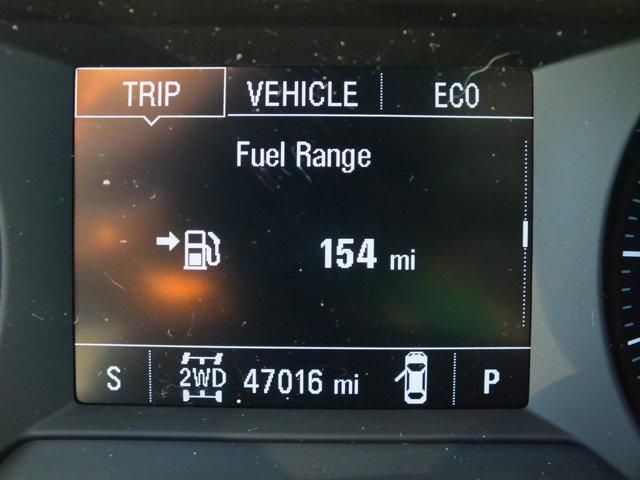 TRIP VEHICLE ECO
Fuel Range
154 mi
S 2WD 47016 mi P